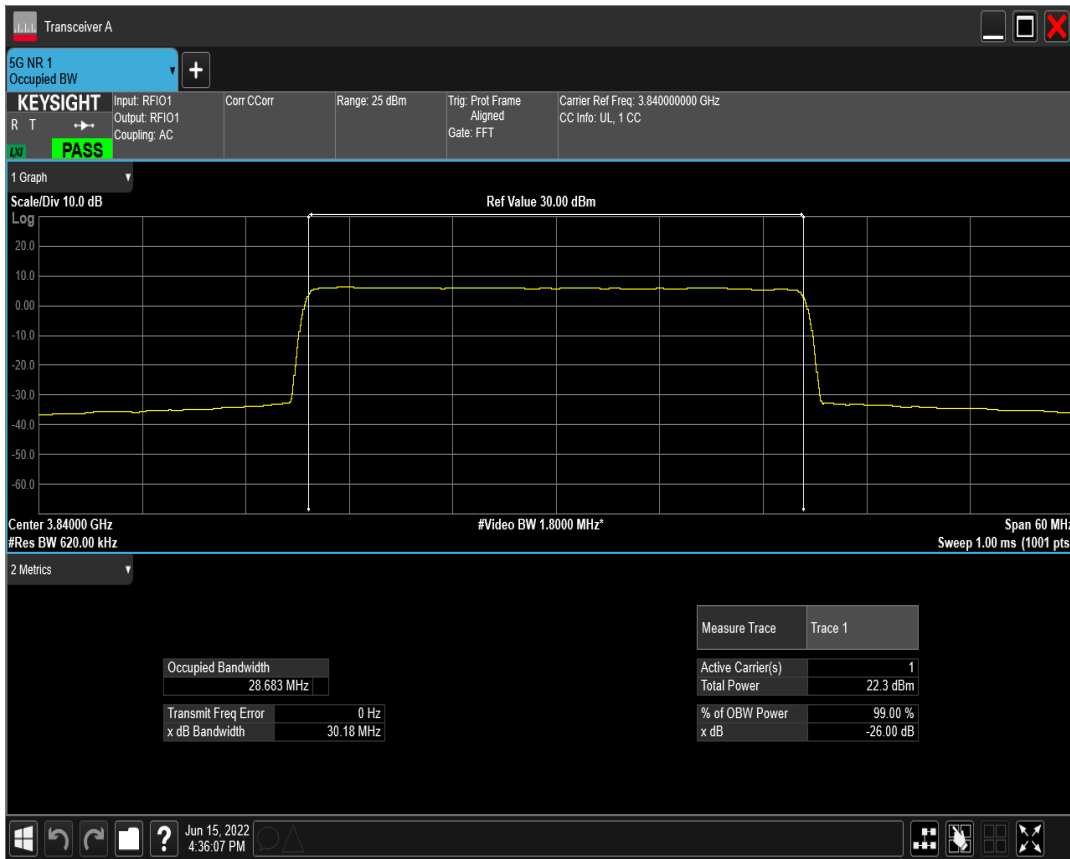 Transceiver A
5G NR 1
Occupied BW
+
KEYSIGHT
R T
LXI
PASS
Input: RFIO1
Output: RFIO1
Coupling: AC
Corr CCorr
Range: 25 dBm
Trig: Prot Frame
Aligned
Gate: FFT
Carrier Ref Freq: 3.840000000 GHz
CC Info: UL, 1 CC
1 Graph
Scale/Div 10.0 dB
Ref Value 30.00 dBm
Log
20.0
10.0
0.00
-10.0
-20.0
-30.0
-40.0
-50.0
-60.0
Center 3.84000 GHz
#Video BW 1.8000 MHz*
Span 60 MHz
#Res BW 620.00 kHz
Sweep 1.00 ms (1001 pts
2 Metrics
Measure Trace Trace 1
Occupied Bandwidth
28.683 MHz
Active Carrier(s) 1
Total Power 22.3 dBm
Transmit Freq Error 0 Hz
x dB Bandwidth 30.18 MHz
% of OBW Power 99.00 %
x dB -26.00 dB
?
Jun 15, 2022
4:36:07 PM